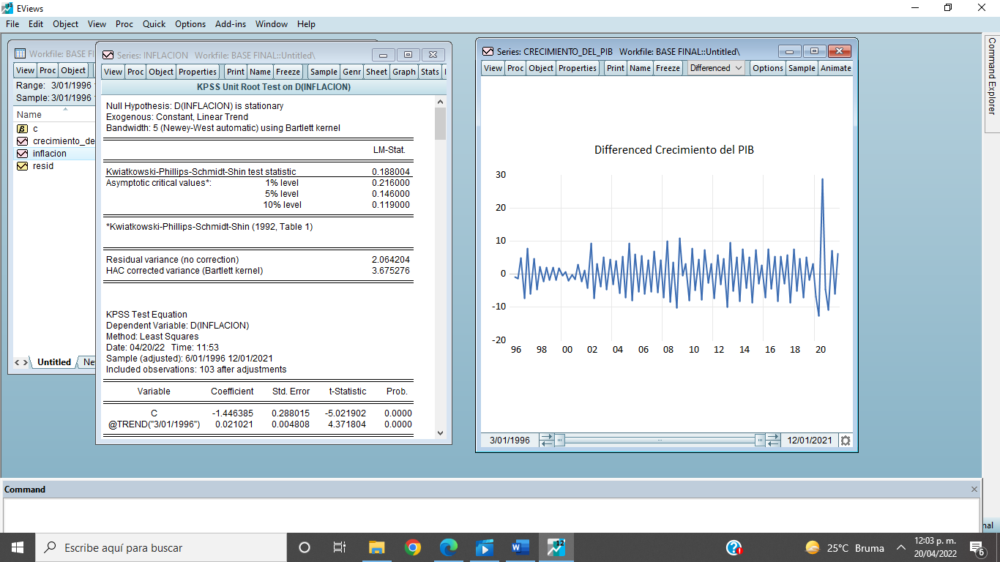 EViews
File Edit Object View Proc Quick Options Add-ins Window Help
Workfile: BASE FI
View Proc Object
Range: 3/01/1996
Sample: 3/01/1996
Name
β c
crecimiento_de
inflacion
resid
< > Untitled Ne
Series: INFLACION Workfile: BASE FINAL::Untitled\
View Proc Object Properties Print Name Freeze Sample Genr Sheet Graph Stats I
KPSS Unit Root Test on D(INFLACION)
Null Hypothesis: D(INFLACION) is stationary
Exogenous: Constant, Linear Trend
Bandwidth: 5 (Newey-West automatic) using Bartlett kernel
LM-Stat.
Kwiatkowski-Phillips-Schmidt-Shin test statistic 0.188004
Asymptotic critical values*: 1% level 0.216000
5% level 0.146000
10% level 0.119000
*Kwiatkowski-Phillips-Schmidt-Shin (1992, Table 1)
Residual variance (no correction) 2.064204
HAC corrected variance (Bartlett kernel) 3.675276
KPSS Test Equation
Dependent Variable: D(INFLACION)
Method: Least Squares
Date: 04/20/22 Time: 11:53
Sample (adjusted): 6/01/1996 12/01/2021
Included observations: 103 after adjustments
Variable Coefficient Std. Error t-Statistic Prob.
C -1.446385 0.288015 -5.021902 0.0000
@TREND("3/01/1996") 0.021021 0.004808 4.371804 0.0000
Series: CRECIMIENTO_DEL_PIB Workfile: BASE FINAL::Untitled\
View Proc Object Properties Print Name Freeze Differenced Options Sample Animate
Differenced Crecimiento del PIB
30
20
10
0
-10
-20
96 98 00 02 04 06 08 10 12 14 16 18 20
3/01/1996 12/01/2021
Command Explorer
Command
nal
Escribe aquí para buscar
12
25°C Bruma
12:03 p. m.
20/04/2022
6